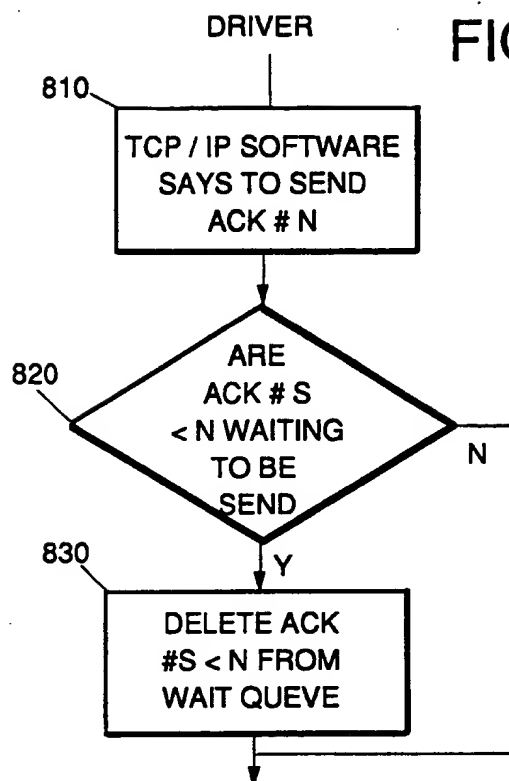 DRIVER
FIG
810
TCP / IP SOFTWARE
SAYS TO SEND
ACK # N
820
ARE
ACK # S
< N WAITING
TO BE
SEND
N
Y
830
DELETE ACK
#S < N FROM
WAIT QUEVE